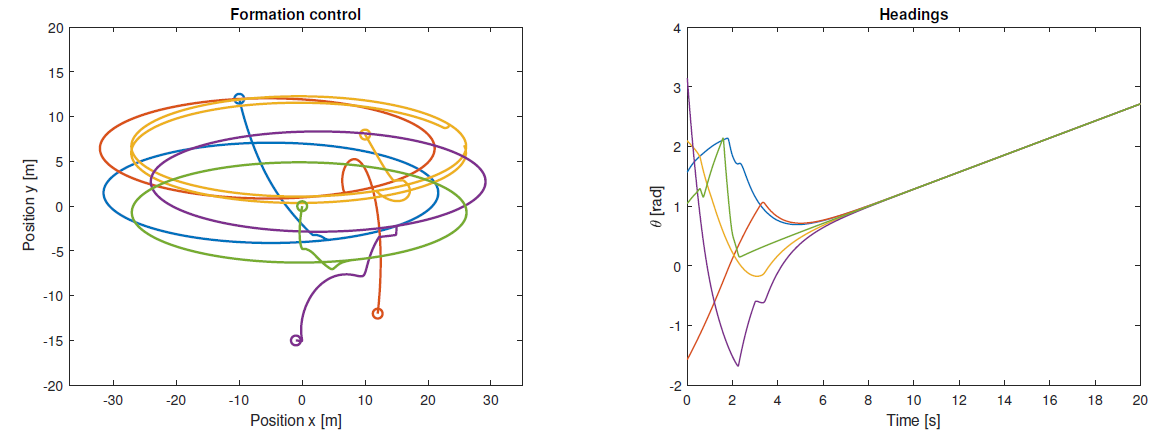 Formation control
20
15
10
5
0
-5
-10
-15
-20
Position y [m]
-30 -20 -10 0 10 20 30
Position x [m]
Headings
4
3
2
1
0
-1
-2
θ [rad]
0 2 4 6 8 10 12 14 16 18 20
Time [s]